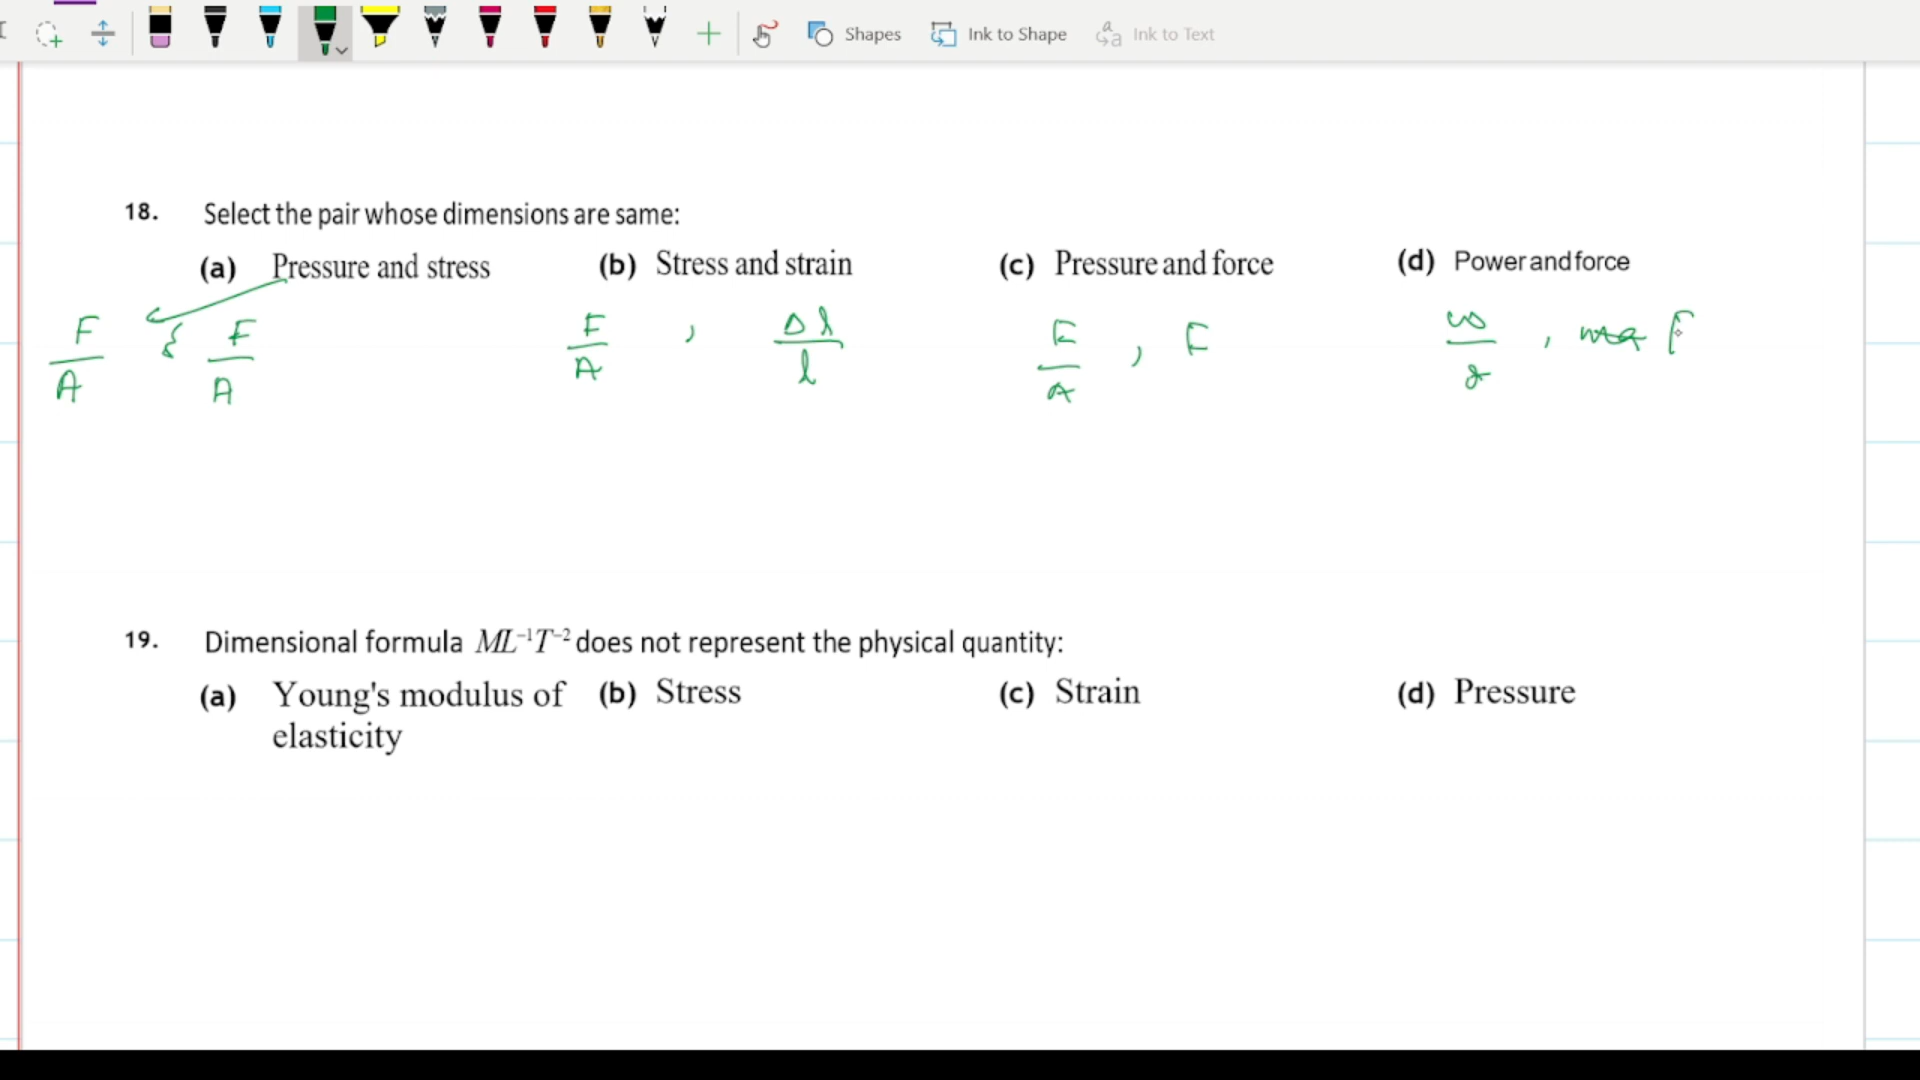 Shapes Ink to Shape Ink to Text
18. Select the pair whose dimensions are same:
(a) Pressure and stress (b) Stress and strain (c) Pressure and force (d) Power and force
F/A F/A F/A , Δl/l F/A , F w , ma F
19. Dimensional formula ML⁻¹T⁻² does not represent the physical quantity:
(a) Young's modulus of (b) Stress (c) Strain (d) Pressure
elasticity